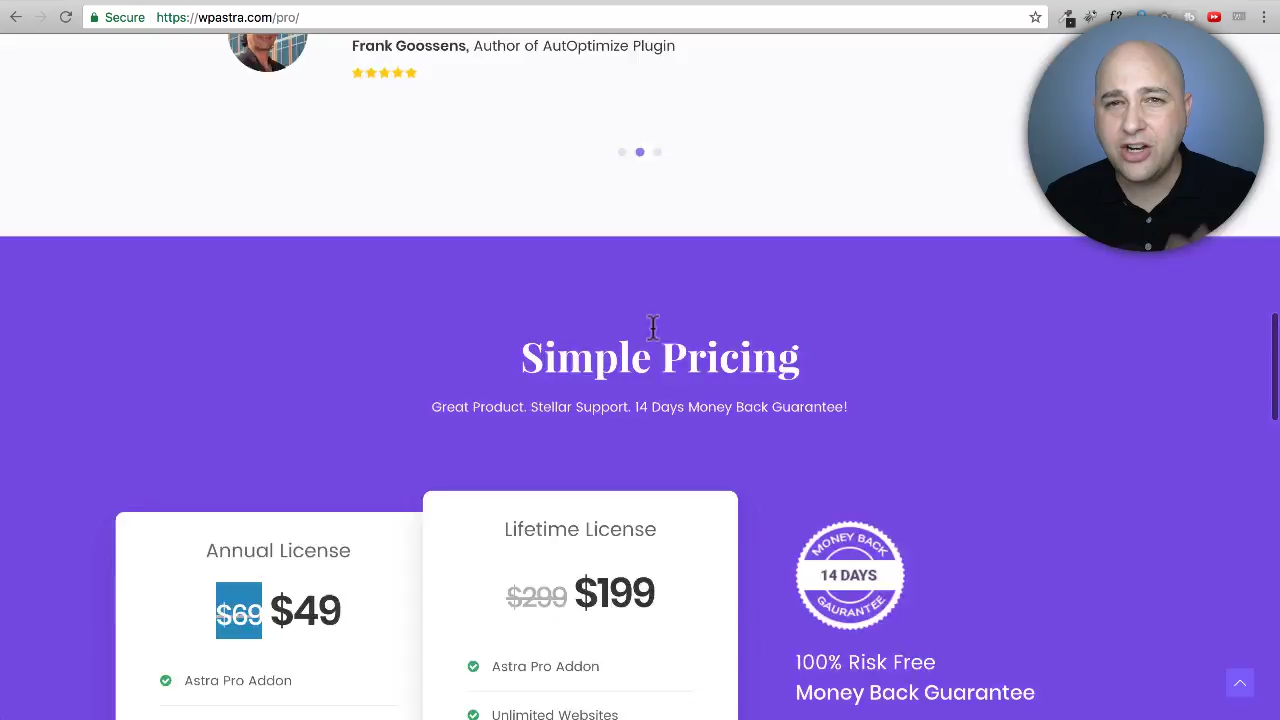 Secure https://wpastra.com/pro/
f?
Frank Goossens, Author of AutOptimize Plugin
Simple Pricing
Great Product. Stellar Support. 14 Days Money Back Guarantee!
Annual License
$69 $49
Astra Pro Addon
Lifetime License
$299 $199
Astra Pro Addon
Unlimited Websites
MONEY BACK
14 DAYS
GAURANTEE
100% Risk Free
Money Back Guarantee